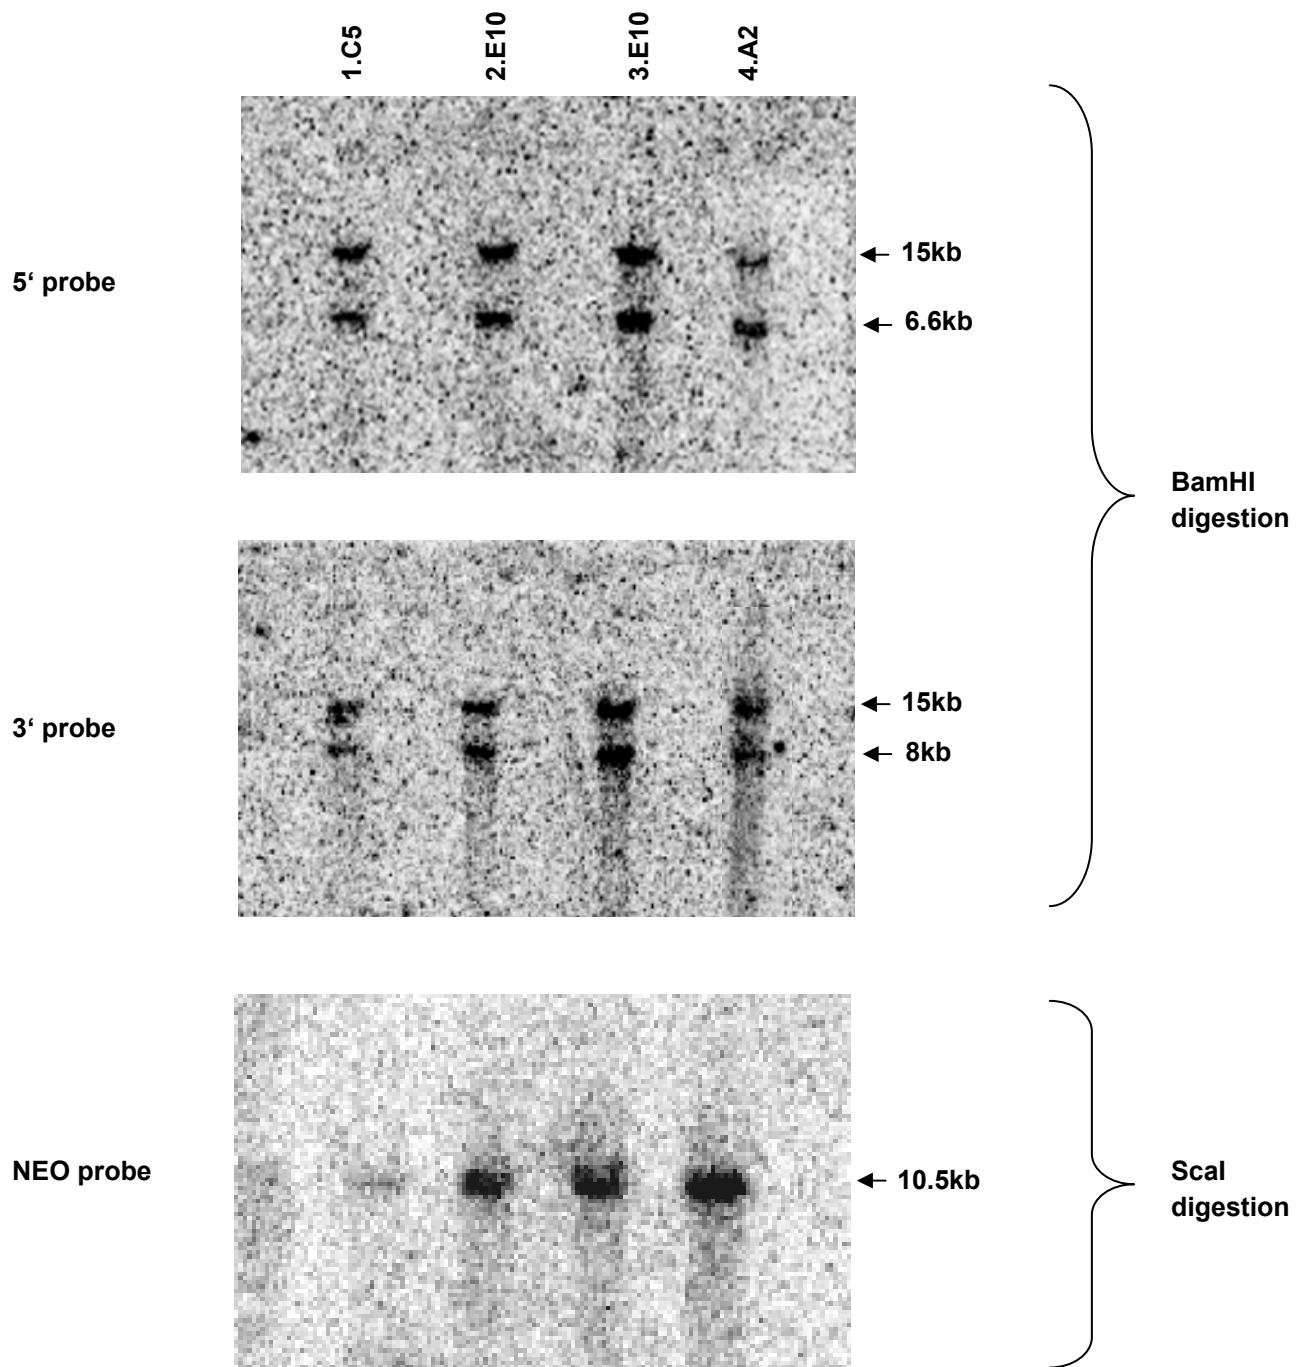 1.C5
2.E10
3.E10
4.A2
5‘ probe
15kb
6.6kb
BamHI
digestion
3‘ probe
15kb
8kb
NEO probe
10.5kb
ScaI
digestion